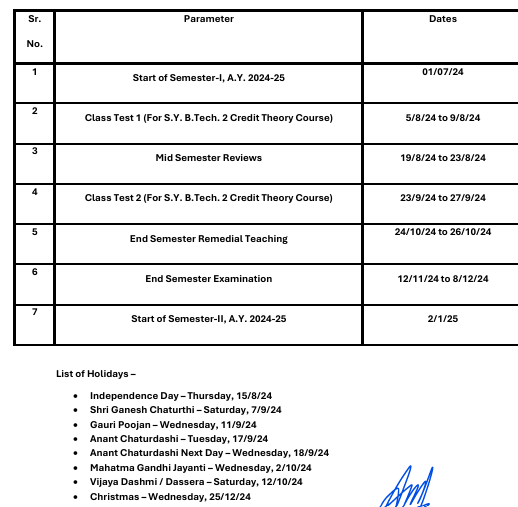 Sr. No. Parameter Dates
1 Start of Semester-I, A.Y. 2024-25 01/07/24
2 Class Test 1 (For S.Y. B.Tech. 2 Credit Theory Course) 5/8/24 to 9/8/24
3 Mid Semester Reviews 19/8/24 to 23/8/24
4 Class Test 2 (For S.Y. B.Tech. 2 Credit Theory Course) 23/9/24 to 27/9/24
5 End Semester Remedial Teaching 24/10/24 to 26/10/24
6 End Semester Examination 12/11/24 to 8/12/24
7 Start of Semester-II, A.Y. 2024-25 2/1/25
List of Holidays –
• Independence Day – Thursday, 15/8/24
• Shri Ganesh Chaturthi – Saturday, 7/9/24
• Gauri Poojan – Wednesday, 11/9/24
• Anant Chaturdashi – Tuesday, 17/9/24
• Anant Chaturdashi Next Day – Wednesday, 18/9/24
• Mahatma Gandhi Jayanti – Wednesday, 2/10/24
• Vijaya Dashmi / Dassera – Saturday, 12/10/24
• Christmas – Wednesday, 25/12/24